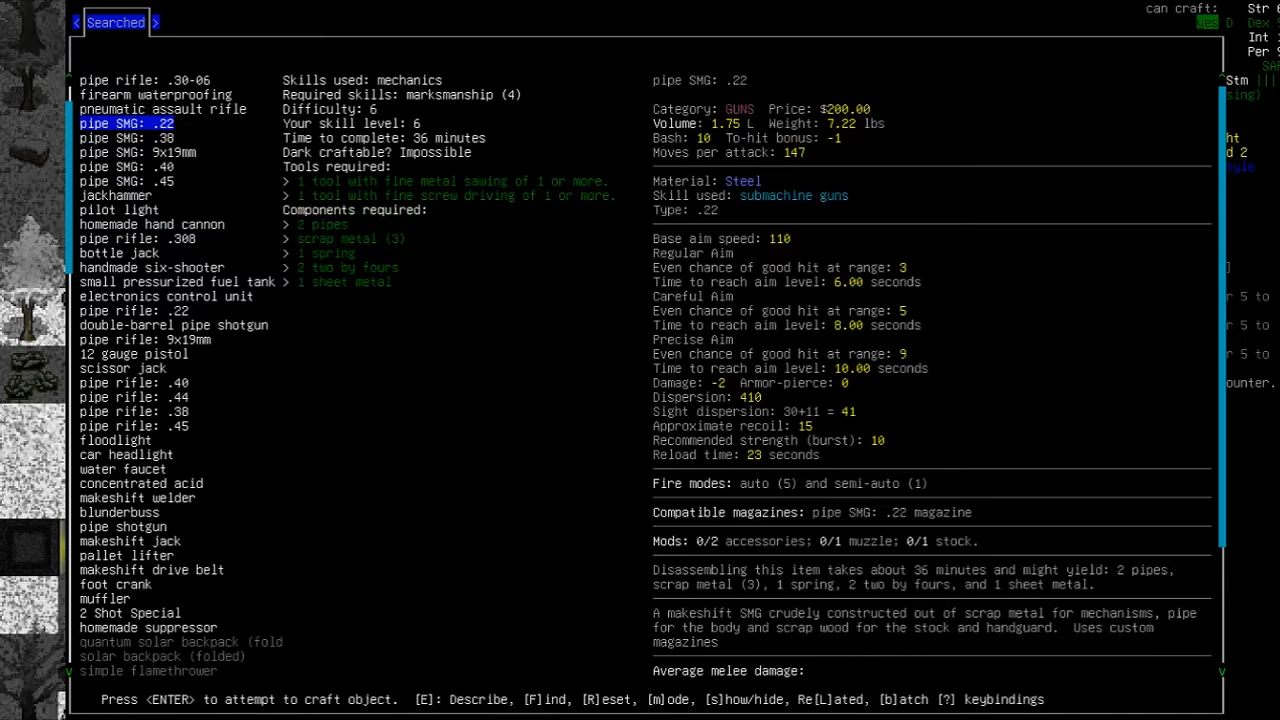 < Searched >
can craft: Str 6
yes D Dex
Int
Per
pipe rifle: .30-06
firearm waterproofing
pneumatic assault rifle
pipe SMG: .22
pipe SMG: .38
pipe SMG: 9x19mm
pipe SMG: .40
pipe SMG: .45
jackhammer
pilot light
homemade hand cannon
pipe rifle: .308
bottle jack
handmade six-shooter
small pressurized fuel tank
electronics control unit
pipe rifle: .22
double-barrel pipe shotgun
pipe rifle: 9x19mm
12 gauge pistol
scissor jack
pipe rifle: .40
pipe rifle: .44
pipe rifle: .38
pipe rifle: .45
floodlight
car headlight
water faucet
concentrated acid
makeshift welder
blunderbuss
pipe shotgun
makeshift jack
pallet lifter
makeshift drive belt
foot crank
muffler
2 Shot Special
homemade suppressor
quantum solar backpack (fold
solar backpack (folded)
simple flamethrower
Skills used: mechanics
Required skills: marksmanship (4)
Difficulty: 6
Your skill level: 6
Time to complete: 36 minutes
Dark craftable? Impossible
Tools required:
> 1 tool with fine metal sawing of 1 or more.
> 1 tool with fine screw driving of 1 or more.
Components required:
> 2 pipes
> scrap metal (3)
> 1 spring
> 2 two by fours
> 1 sheet metal
pipe SMG: .22
Category: GUNS Price: $200.00
Volume: 1.75 L Weight: 7.22 lbs
Bash: 10 To-hit bonus: -1
Moves per attack: 147
Material: Steel
Skill used: submachine guns
Type: .22
Base aim speed: 110
Regular Aim
Even chance of good hit at range: 3
Time to reach aim level: 6.00 seconds
Careful Aim
Even chance of good hit at range: 5
Time to reach aim level: 8.00 seconds
Precise Aim
Even chance of good hit at range: 9
Time to reach aim level: 10.00 seconds
Damage: -2 Armor-pierce: 0
Dispersion: 410
Sight dispersion: 30+11 = 41
Approximate recoil: 15
Recommended strength (burst): 10
Reload time: 23 seconds
Fire modes: auto (5) and semi-auto (1)
Compatible magazines: pipe SMG: .22 magazine
Mods: 0/2 accessories; 0/1 muzzle; 0/1 stock.
Disassembling this item takes about 36 minutes and might yield: 2 pipes,
scrap metal (3), 1 spring, 2 two by fours, and 1 sheet metal.
A makeshift SMG crudely constructed out of scrap metal for mechanisms, pipe
for the body and scrap wood for the stock and handguard. Uses custom
magazines
Average melee damage:
Stm |||
sing)
ht
d 2
yle
]
r 5 to
r 5 to
r 5 to
ounter.
Press <ENTER> to attempt to craft object. [E]: Describe, [F]ind, [R]eset, [m]ode, [s]how/hide, Re[L]ated, [b]atch [?] keybindings